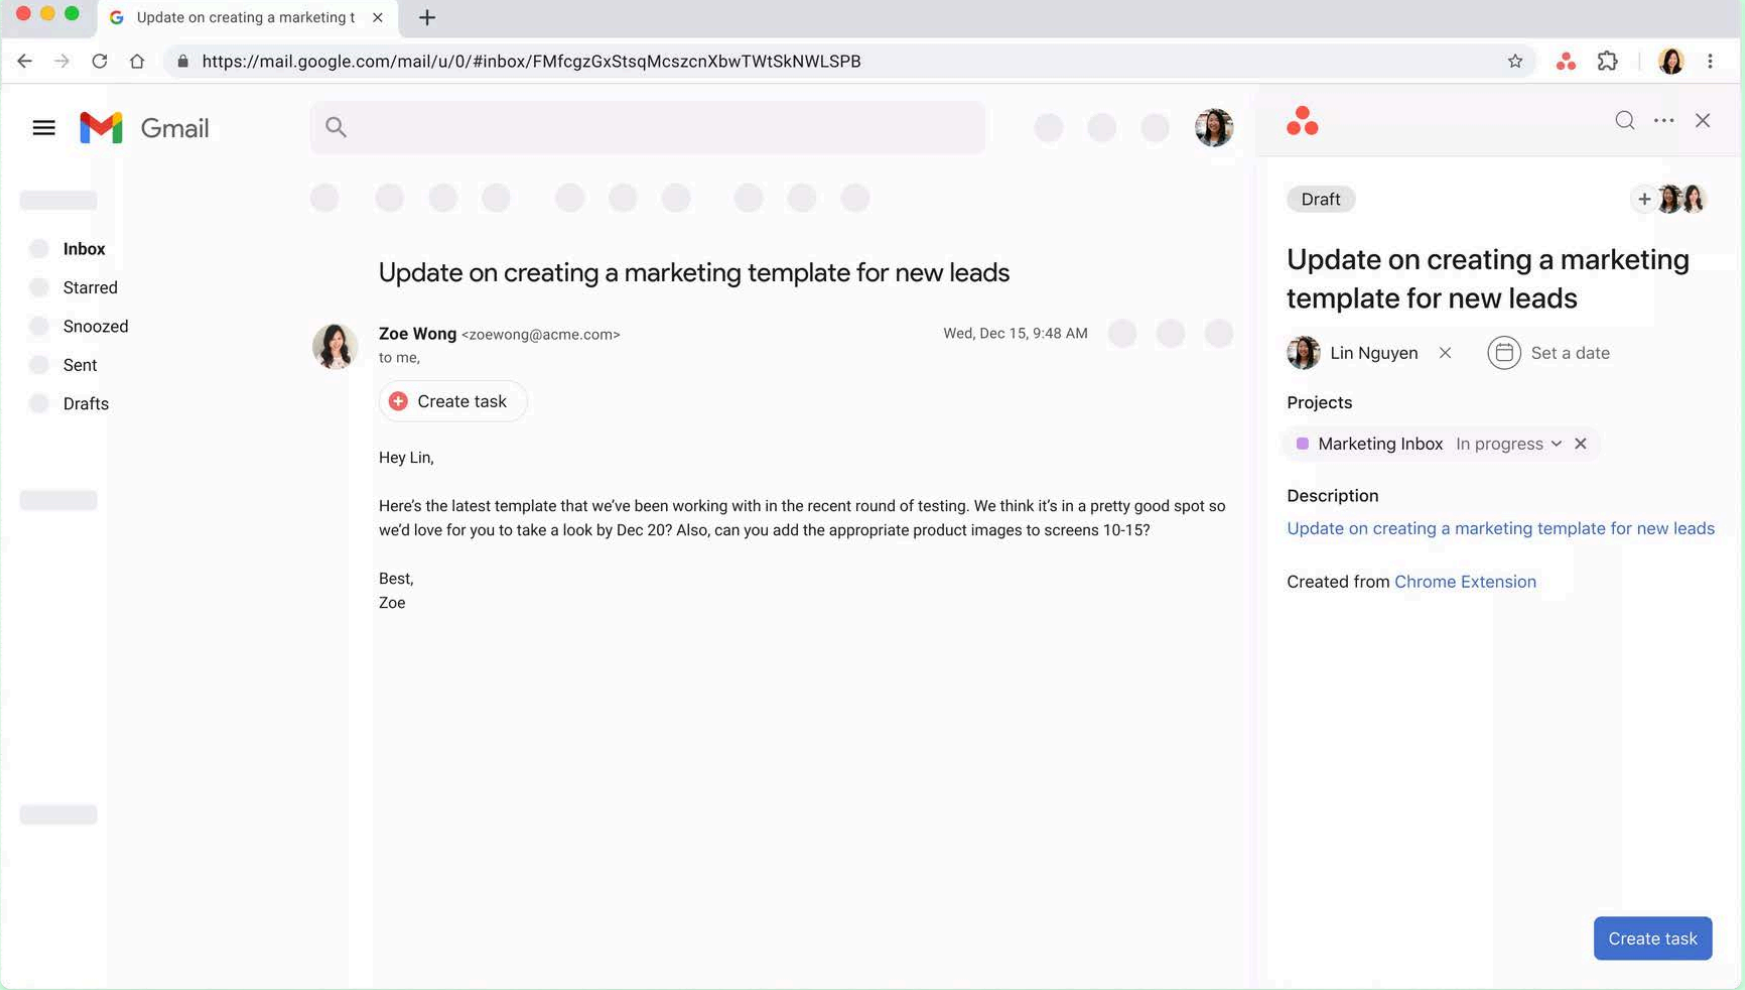 Update on creating a marketing t
https://mail.google.com/mail/u/0/#inbox/FMfcgzGxStsqMcszcnXbwTWtSkNWLSPB
Gmail
Inbox
Starred
Snoozed
Sent
Drafts
Update on creating a marketing template for new leads
Zoe Wong <zoewong@acme.com>
Wed, Dec 15, 9:48 AM
to me,
Create task
Hey Lin,
Here’s the latest template that we’ve been working with in the recent round of testing. We think it’s in a pretty good spot so
we’d love for you to take a look by Dec 20? Also, can you add the appropriate product images to screens 10-15?
Best,
Zoe
Draft
Update on creating a marketing
template for new leads
Lin Nguyen
Set a date
Projects
Marketing Inbox In progress
Description
Update on creating a marketing template for new leads
Created from Chrome Extension
Create task